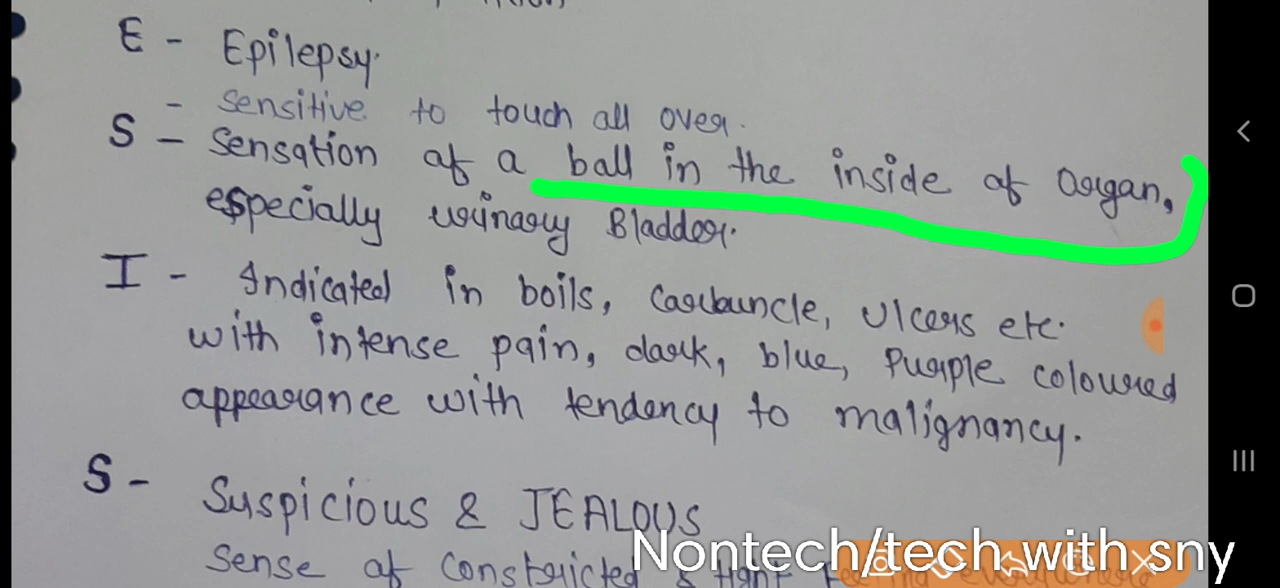 E - Epilepsy.
- Sensitive to touch all over.
S - Sensation of a ball in the inside of organ,
especially urinary Bladder.
I - Indicated in boils, Carbuncle, Ulcers etc.
with intense pain, dark, blue, Purple coloured
appearance with tendency to malignancy.
S - Suspicious & JEALOUS
Sense of Constricted &
Nontech/tech with sny